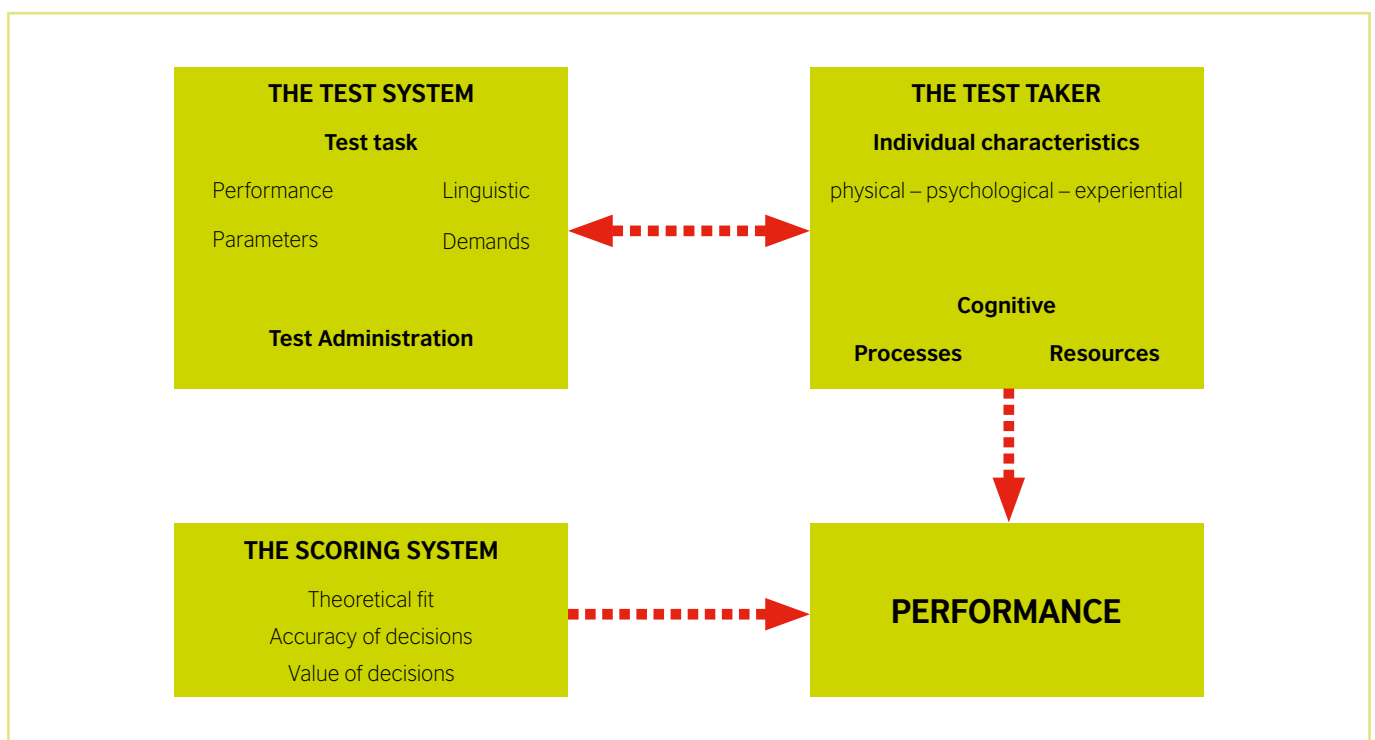 THE TEST SYSTEM
Test task
Performance Linguistic
Parameters Demands
Test Administration
THE TEST TAKER
Individual characteristics
physical – psychological – experiential
Cognitive
Processes Resources
THE SCORING SYSTEM
Theoretical fit
Accuracy of decisions
Value of decisions
PERFORMANCE